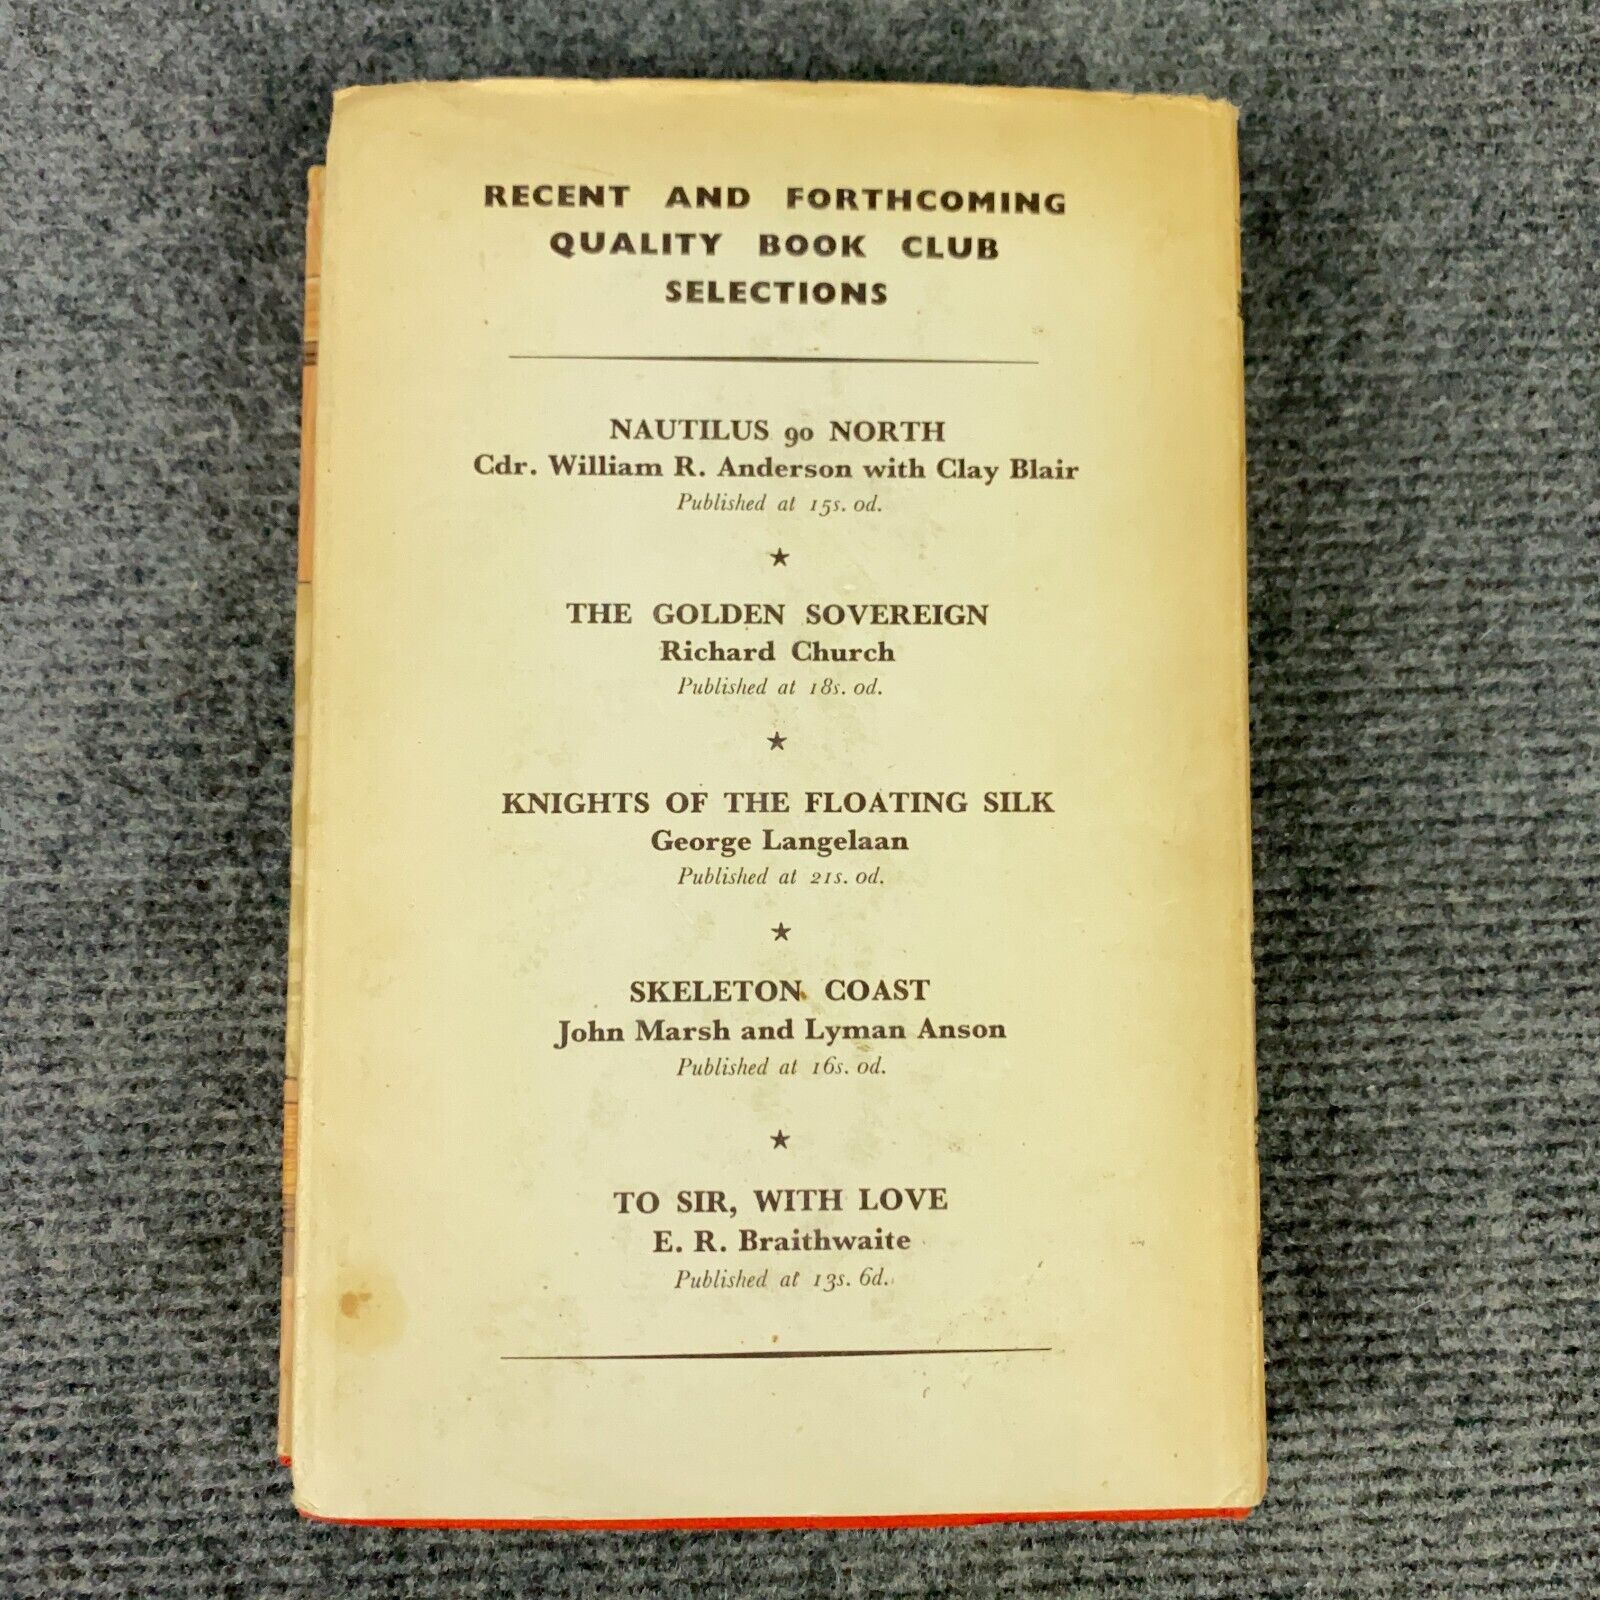 RECENT AND FORTHCOMING
QUALITY BOOK CLUB
SELECTIONS
NAUTILUS 90 NORTH
Cdr. William R. Anderson with Clay Blair
Published at 15s. od.
★
THE GOLDEN SOVEREIGN
Richard Church
Published at 18s. od.
★
KNIGHTS OF THE FLOATING SILK
George Langelaan
Published at 21s. od.
★
SKELETON COAST
John Marsh and Lyman Anson
Published at 16s. od.
★
TO SIR, WITH LOVE
E. R. Braithwaite
Published at 13s. 6d.